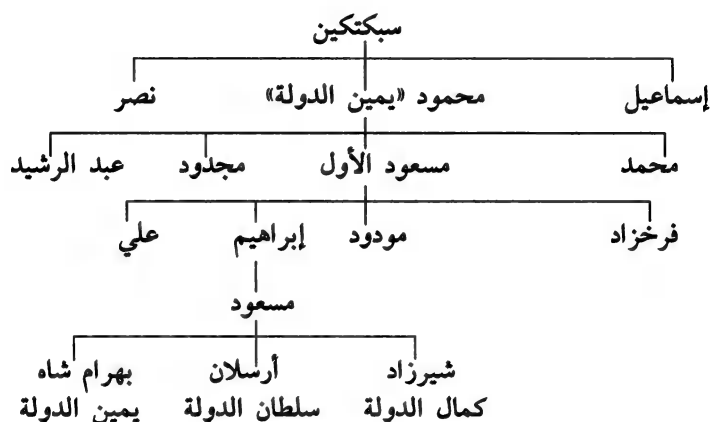 سبكتكين
إسماعيل محمود «يمين الدولة» نصر
محمد مسعود الأول مجدود عبد الرشيد
فرخزاد مودود إبراهيم علي
مسعود
شيرزاد أرسلان بهرام شاه
كمال الدولة سلطان الدولة يمين الدولة